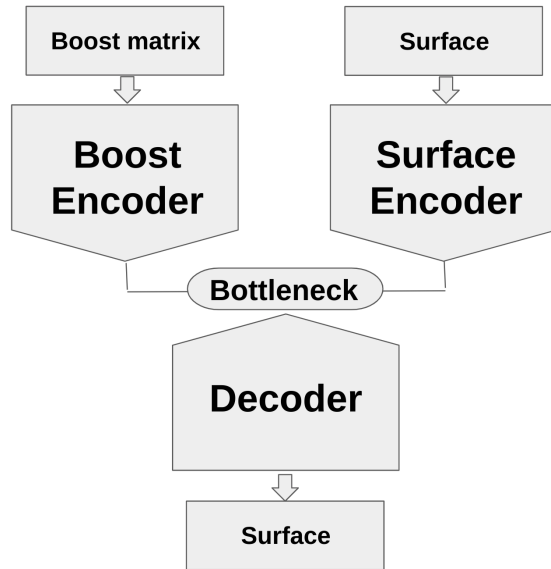 Boost matrix
Surface
Boost
Encoder
Surface
Encoder
Bottleneck
Decoder
Surface